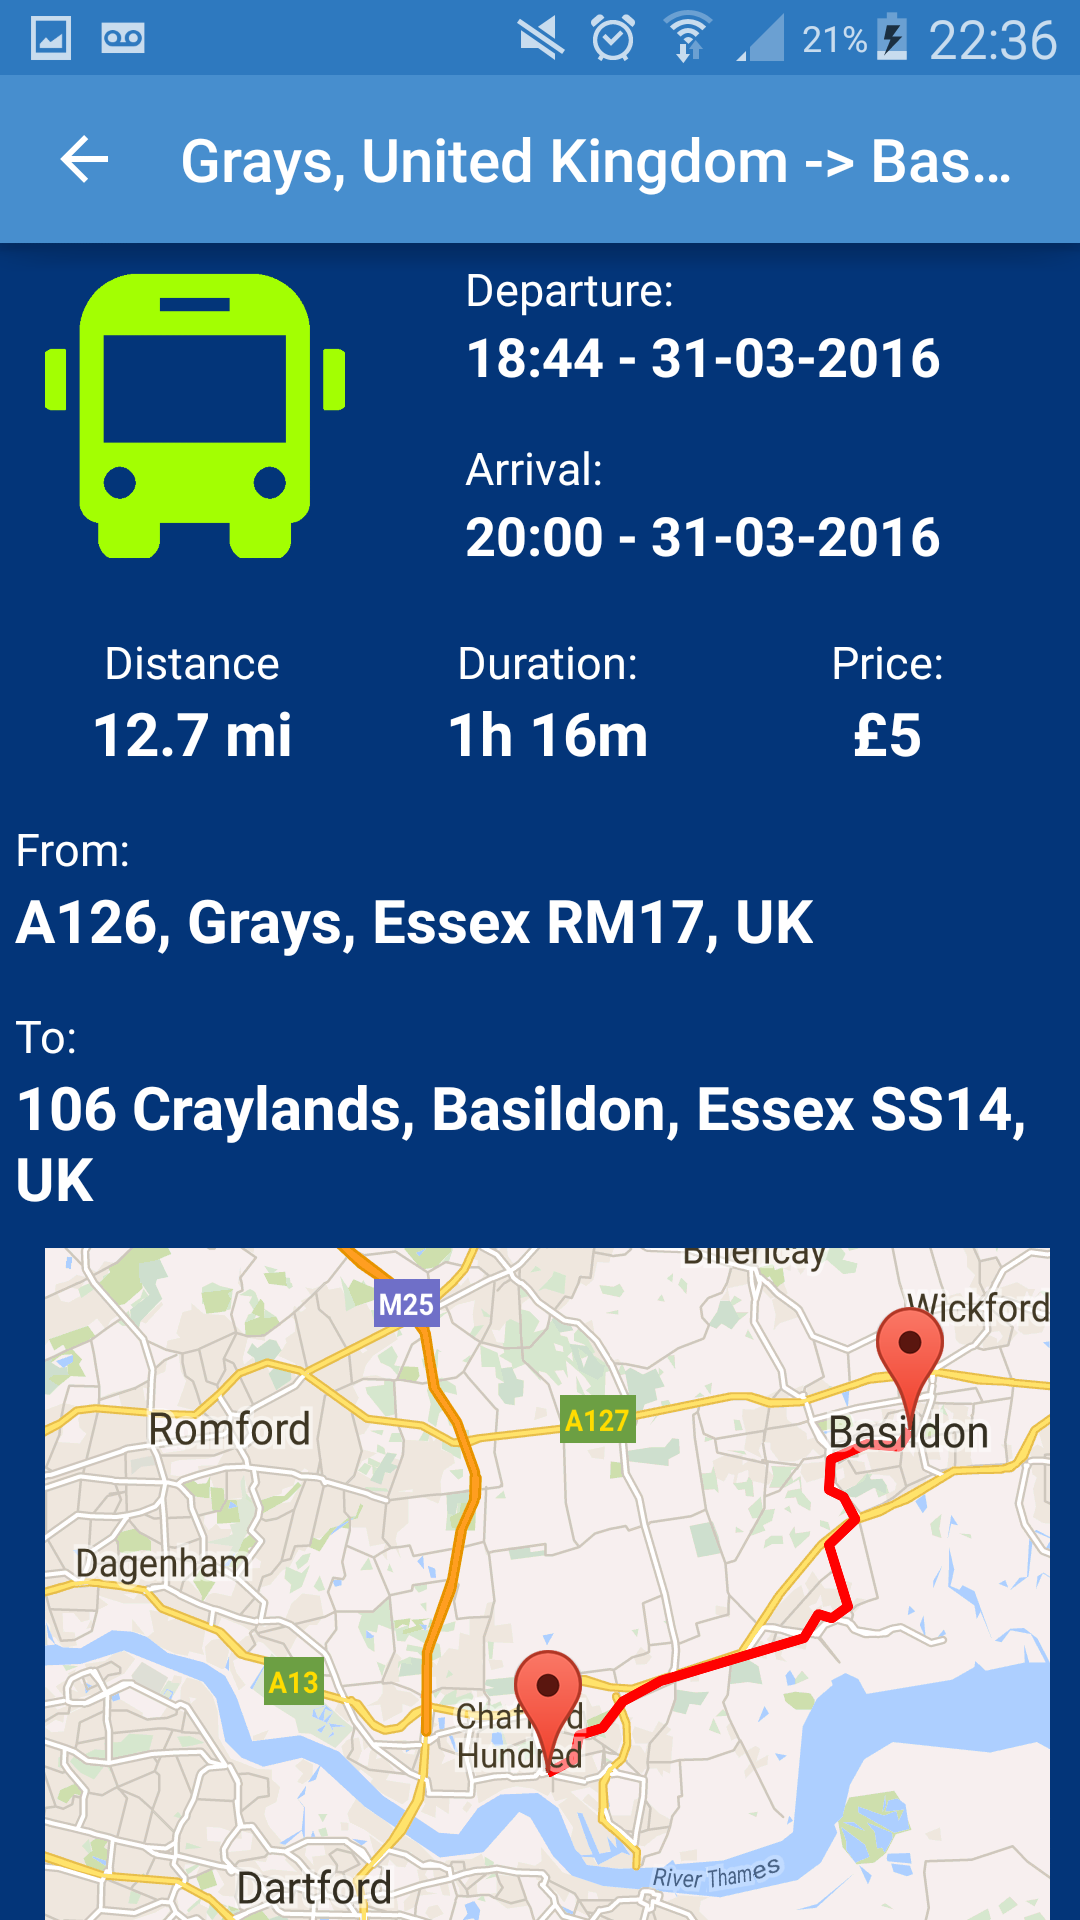 21% 22:36
Grays, United Kingdom -> Bas...
Departure:
18:44 - 31-03-2016
Arrival:
20:00 - 31-03-2016
Distance Duration: Price:
12.7 mi 1h 16m £5
From:
A126, Grays, Essex RM17, UK
To:
106 Craylands, Basildon, Essex SS14,
UK
Billericay
M25
Wickford
A127
Romford
Basildon
Dagenham
A13
Hundred
River Thames
Dartford